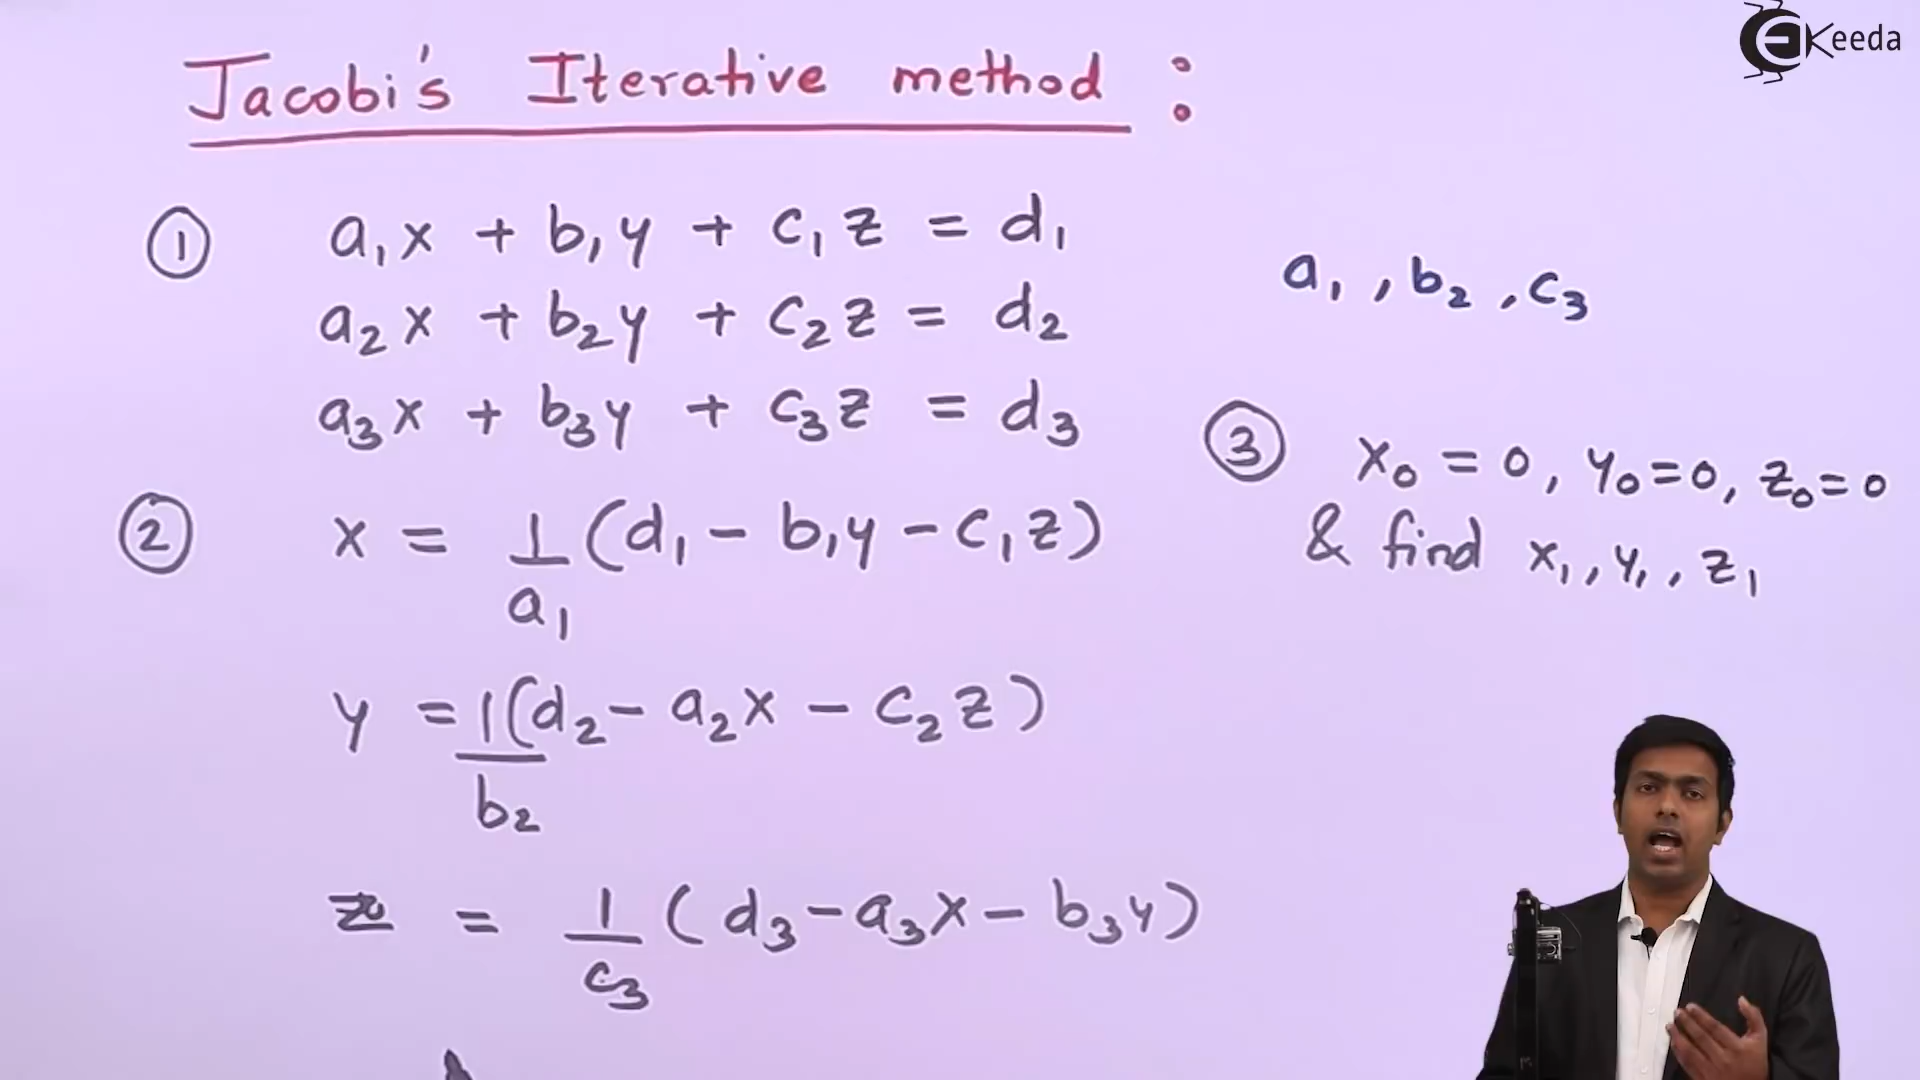 EKeeda
Jacobi's Iterative method :
① a₁x + b₁y + c₁z = d₁
a₂x + b₂y + c₂z = d₂
a₃x + b₃y + c₃z = d₃
② x = 1/a₁ (d₁ - b₁y - c₁z)
y = 1/b₂ (d₂ - a₂x - c₂z)
z = 1/c₃ (d₃ - a₃x - b₃y)
a₁, b₂, c₃
③ x₀ = 0, y₀ = 0, z₀ = 0
& find x₁, y₁, z₁